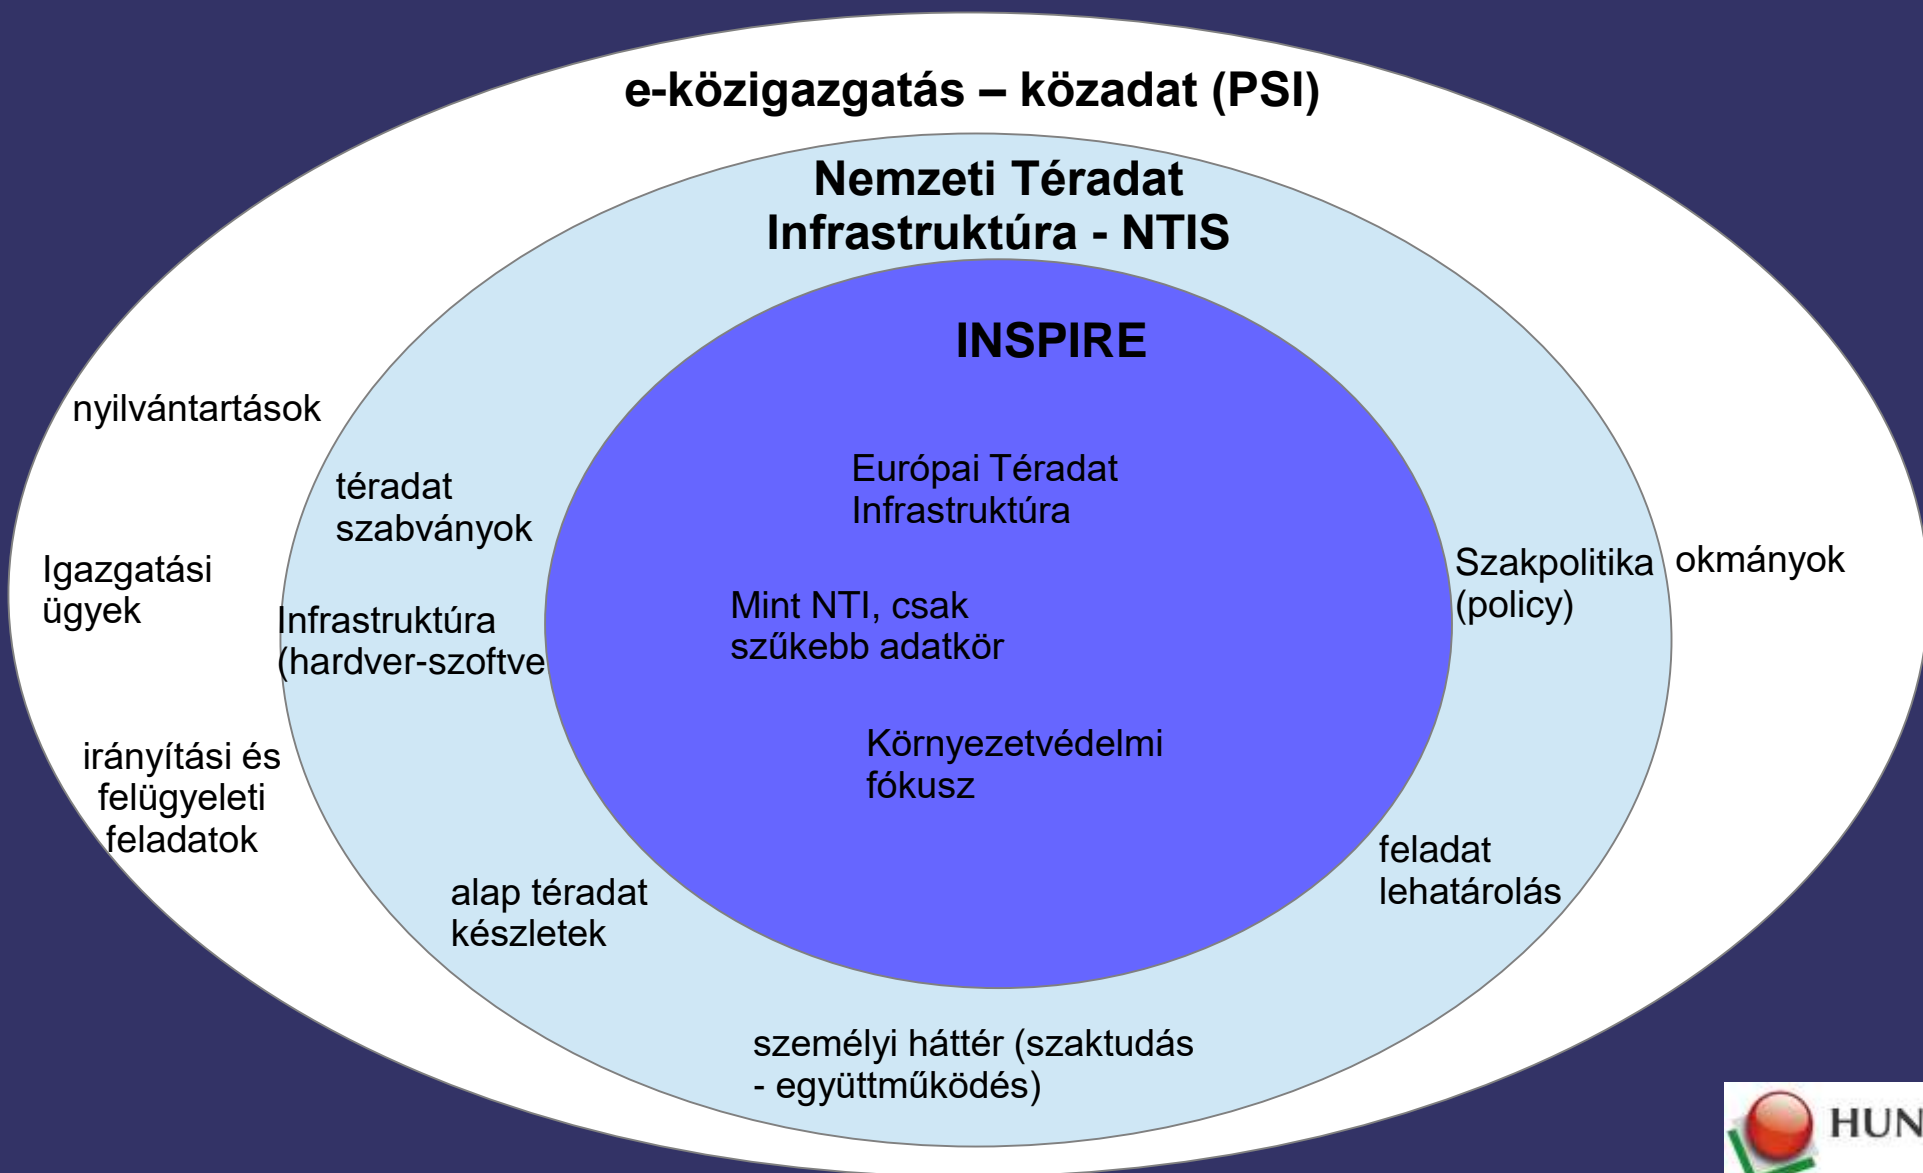 e-közigazgatás – közadat (PSI)
Nemzeti Téradat
Infrastruktúra - NTIS
INSPIRE
nyilvántartások
téradat
szabványok
Európai Téradat
Infrastruktúra
Igazgatási
ügyek
Infrastruktúra
(hardver-szoftve
Mint NTI, csak
szűkebb adatkör
Szakpolitika
(policy)
okmányok
irányítási és
felügyeleti
feladatok
Környezetvédelmi
fókusz
alap téradat
készletek
feladat
lehatárolás
személyi háttér (szaktudás
- együttműködés)
HUN